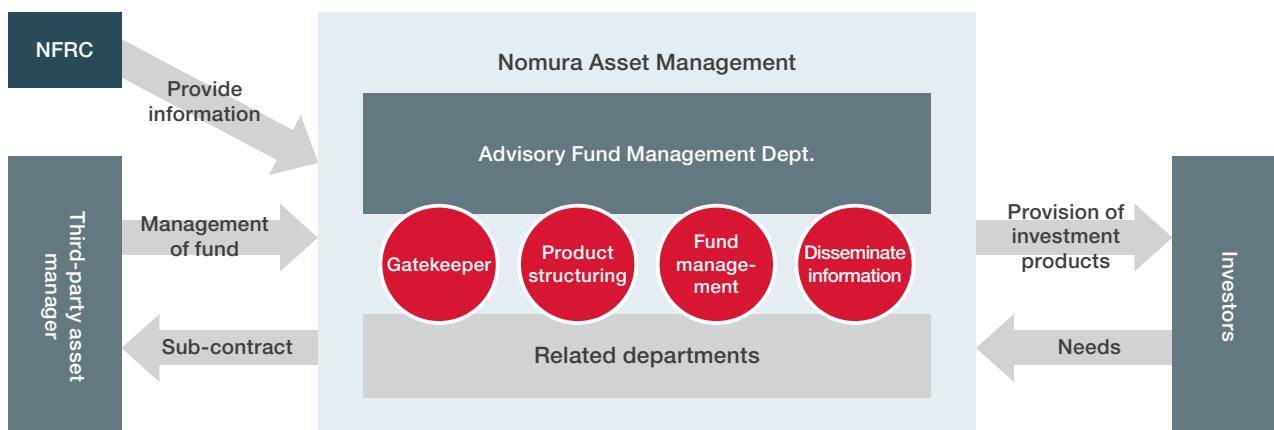 NFRC
Provide
information
Nomura Asset Management
Advisory Fund Management Dept.
Third-party asset
manager
Management
of fund
Sub-contract
Gatekeeper
Product
structuring
Fund
manage-
ment
Disseminate
information
Related departments
Provision of
investment
products
Needs
Investors